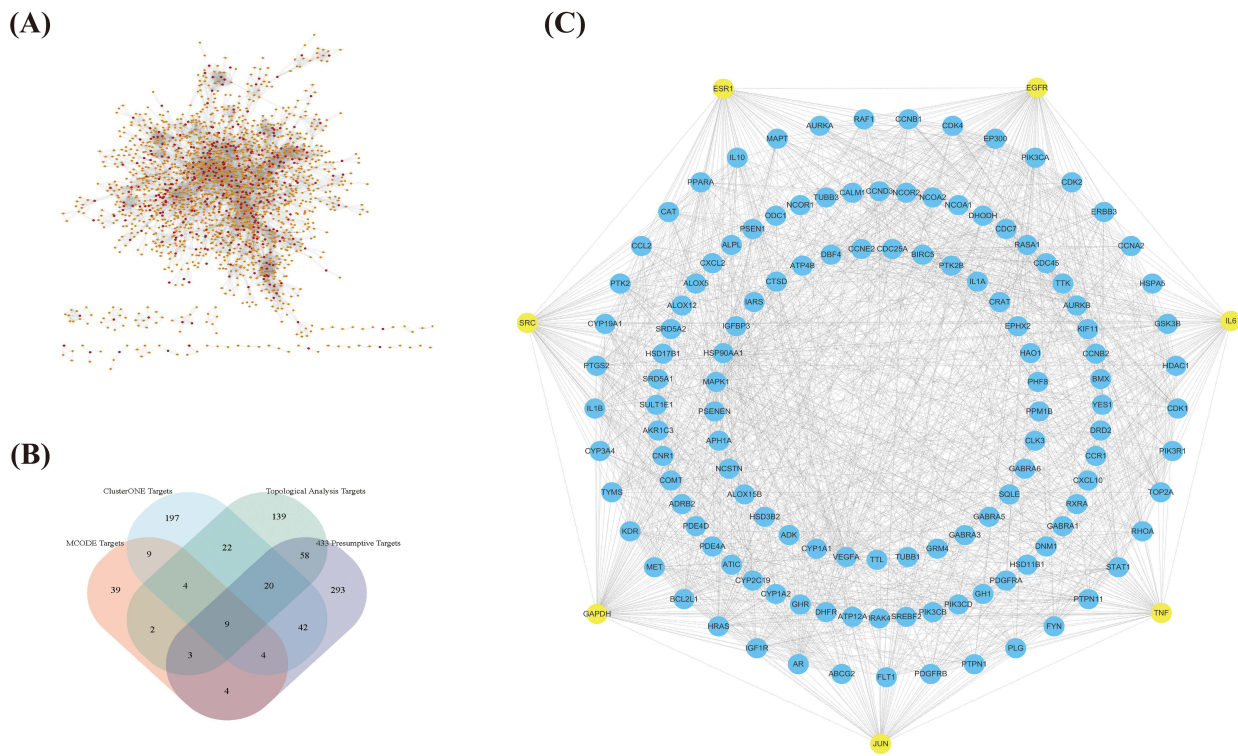 (A)
(B)
ClusterONE Targets
Topological Analysis Targets
MCODE Targets
433 Presumptive Targets
197
139
9
22
58
39
4
20
293
2
9
42
3
4
4
(C)
ESR1
EGFR
IL6
TNF
JUN
GAPDH
SRC
RAF1
CCNB1
CDK4
EP300
PIK3CA
CDK2
ERBB3
CCNA2
HSPA5
GSK3B
HDAC1
CDK1
PIK3R1
TOP2A
RHOA
STAT1
PTPN11
FYN
PLG
PTPN1
PDGFRB
FLT1
ABCG2
AR
IGF1R
HRAS
BCL2L1
MET
KDR
TYMS
CYP3A4
IL1B
PTGS2
CYP19A1
PTK2
CCL2
CAT
PPARA
IL10
MAPT
AURKA
CCND3
NCOR2
NCOA2
NCOA1
DHODH
CDC7
RASA1
CDC45
TTK
AURKB
KIF11
CCNB2
BMX
YES1
DRD2
CCR1
CXCL10
RXRA
GABRA1
DNM1
HSD11B1
PDGFRA
GH1
PIK3CD
PIK3CB
SREBF2
IRAK4
ATP12A
DHFR
GHR
CYP1A2
CYP2C19
ATIC
PDE4A
PDE4D
ADRB2
COMT
CNR1
AKR1C3
SULT1E1
SRD5A1
HSD17B1
SRD5A2
ALOX12
ALOX5
CXCL2
ALPL
PSEN1
ODC1
NCOR1
TUBB3
CALM1
CDC25A
BIRC5
PTK2B
IL1A
CRAT
EPHX2
HAO1
PHF8
PPM1B
CLK3
GABRA6
SQLE
GABRA5
GABRA3
GRM4
TUBB1
TTL
VEGFA
CYP1A1
ADK
HSD3B2
ALOX15B
NCSTN
APH1A
PSENEN
MAPK1
HSP90AA1
IGFBP3
IARS
CTSD
ATP4B
DBF4
CCNE2